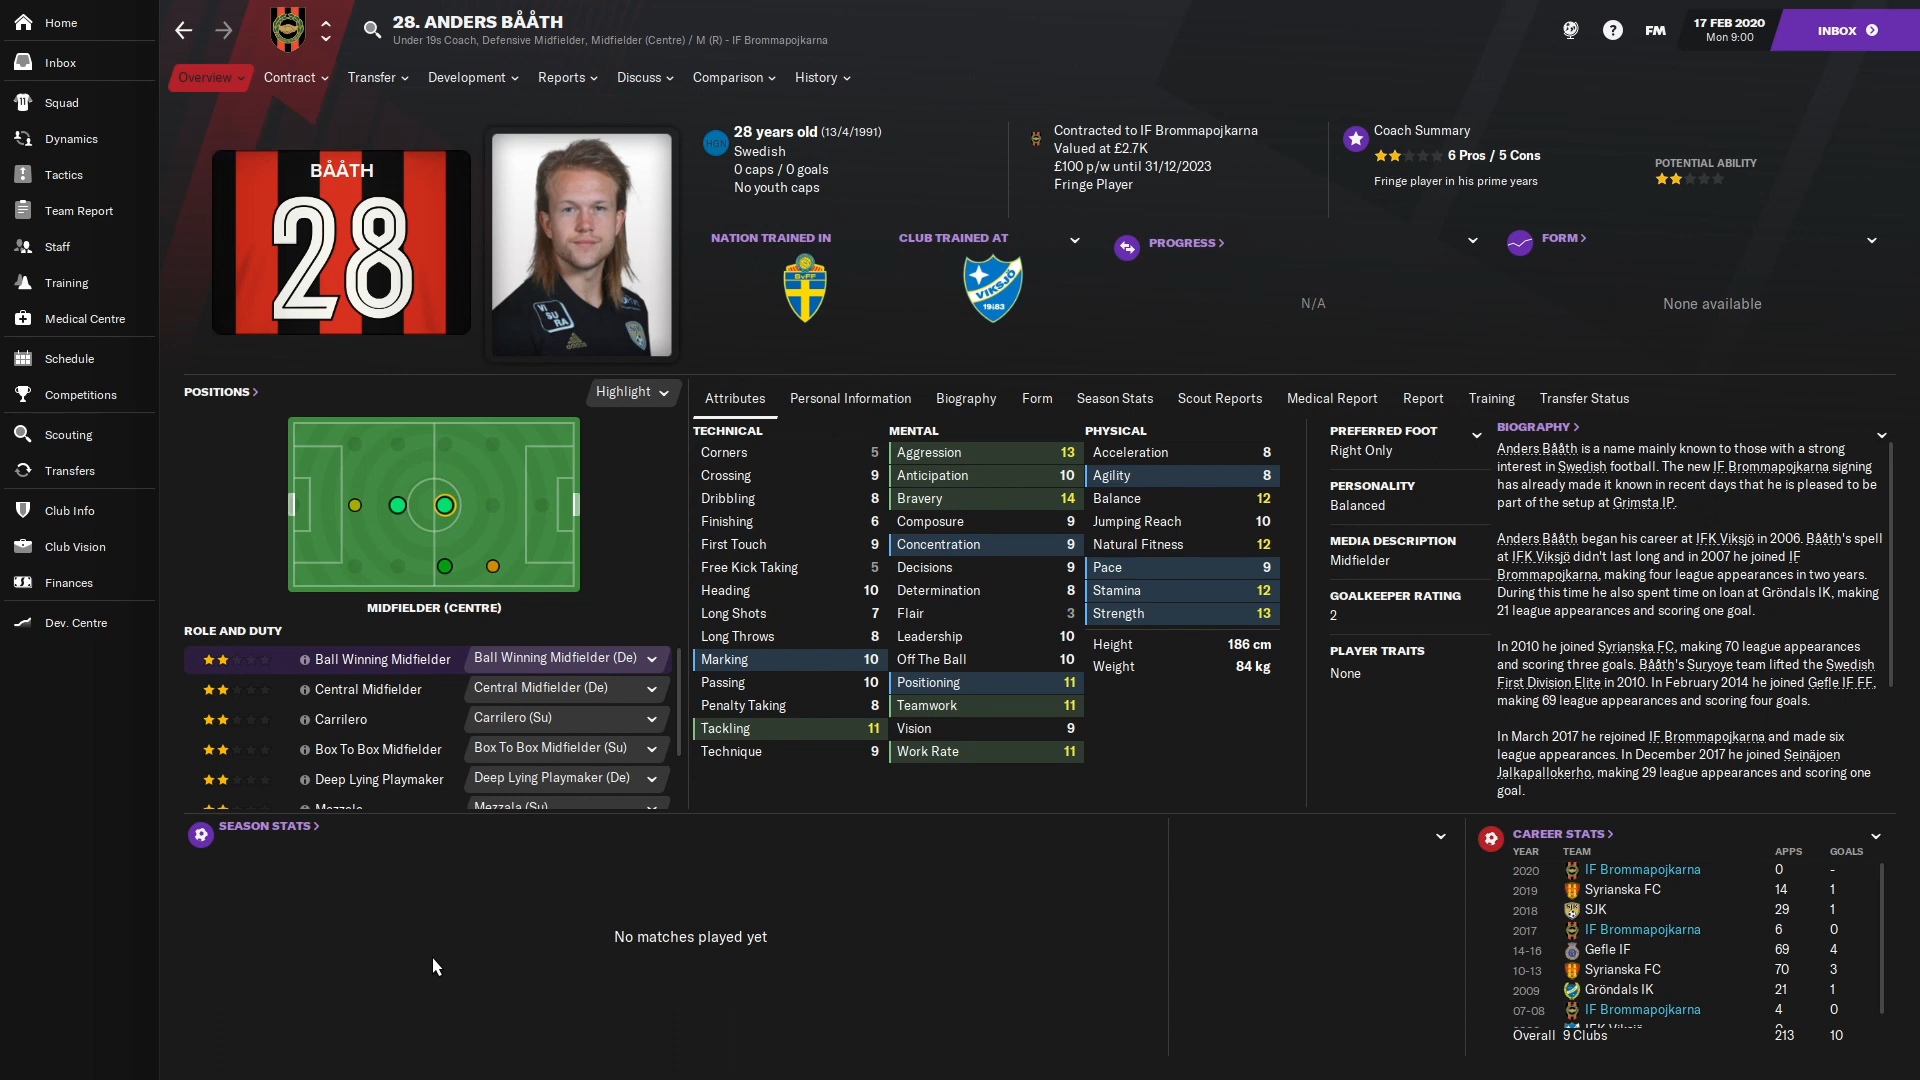 Home
Inbox
Squad
Dynamics
Tactics
Team Report
Staff
Training
Medical Centre
Schedule
Competitions
Scouting
Transfers
Club Info
Club Vision
Finances
Dev. Centre
28. ANDERS BÅÅTH
Under 19s Coach, Defensive Midfielder, Midfielder (Centre) / M (R) - IF Brommapojkarna
?
FM
17 FEB 2020
Mon 9:00
INBOX
Overview Contract Transfer Development Reports Discuss Comparison History
BÅÅTH
28
HGN
28 years old (13/4/1991)
Swedish
0 caps / 0 goals
No youth caps
Contracted to IF Brommapojkarna
Valued at £2.7K
£100 p/w until 31/12/2023
Fringe Player
Coach Summary
6 Pros / 5 Cons
Fringe player in his prime years
POTENTIAL ABILITY
NATION TRAINED IN
CLUB TRAINED AT
VIKSJÖ
PROGRESS >
N/A
FORM >
None available
POSITIONS >
Highlight
MIDFIELDER (CENTRE)
ROLE AND DUTY
Ball Winning Midfielder Ball Winning Midfielder (De)
Central Midfielder Central Midfielder (De)
Carrilero Carrilero (Su)
Box To Box Midfielder Box To Box Midfielder (Su)
Deep Lying Playmaker Deep Lying Playmaker (De)
Mezzala Mezzala (Su)
Attributes Personal Information Biography Form Season Stats Scout Reports Medical Report Report Training Transfer Status
TECHNICAL
Corners 5
Crossing 9
Dribbling 8
Finishing 6
First Touch 9
Free Kick Taking 5
Heading 10
Long Shots 7
Long Throws 8
Marking 10
Passing 10
Penalty Taking 8
Tackling 11
Technique 9
MENTAL
Aggression 13
Anticipation 10
Bravery 14
Composure 9
Concentration 9
Decisions 9
Determination 8
Flair 3
Leadership 10
Off The Ball 10
Positioning 11
Teamwork 11
Vision 9
Work Rate 11
PHYSICAL
Acceleration 8
Agility 8
Balance 12
Jumping Reach 10
Natural Fitness 12
Pace 9
Stamina 12
Strength 13
Height 186 cm
Weight 84 kg
PREFERRED FOOT
Right Only
PERSONALITY
Balanced
MEDIA DESCRIPTION
Midfielder
GOALKEEPER RATING
2
PLAYER TRAITS
None
BIOGRAPHY >
Anders Bååth is a name mainly known to those with a strong
interest in Swedish football. The new IF Brommapojkarna signing
has already made it known in recent days that he is pleased to be
part of the setup at Grimsta IP.
Anders Bååth began his career at IFK Viksjö in 2006. Bååth's spell
at IFK Viksjö didn't last long and in 2007 he joined IF
Brommapojkarna, making four league appearances in two years.
During this time he also spent time on loan at Gröndals IK, making
21 league appearances and scoring one goal.
In 2010 he joined Syrianska FC, making 70 league appearances
and scoring three goals. Bååth's Suryoye team lifted the Swedish
First Division Elite in 2010. In February 2014 he joined Gefle IF FF,
making 69 league appearances and scoring four goals.
In March 2017 he rejoined IF Brommapojkarna and made six
league appearances. In December 2017 he joined Seinäjoen
Jalkapallokerho, making 29 league appearances and scoring one
goal.
SEASON STATS >
No matches played yet
CAREER STATS >
YEAR TEAM APPS GOALS
2020 IF Brommapojkarna 0 -
2019 Syrianska FC 14 1
2018 SJK 29 1
2017 IF Brommapojkarna 6 0
14-16 Gefle IF 69 4
10-13 Syrianska FC 70 3
2009 Gröndals IK 21 1
07-08 IF Brommapojkarna 4 0
IFK Viksjö
Overall 9 Clubs 213 10